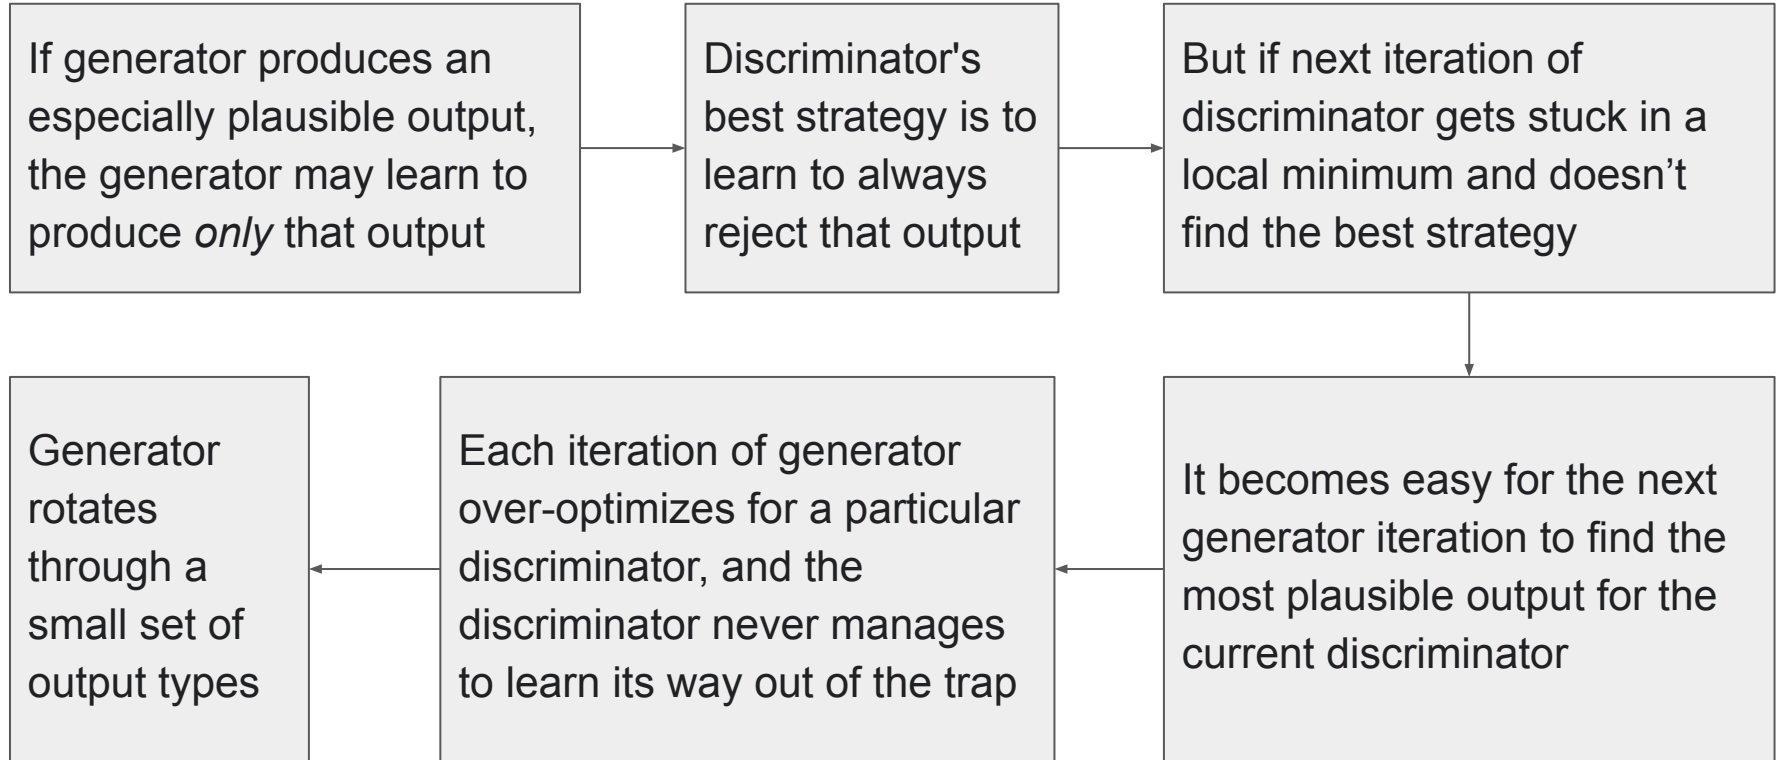 If generator produces an
especially plausible output,
the generator may learn to
produce only that output
Discriminator's
best strategy is to
learn to always
reject that output
But if next iteration of
discriminator gets stuck in a
local minimum and doesn’t
find the best strategy
It becomes easy for the next
generator iteration to find the
most plausible output for the
current discriminator
Each iteration of generator
over-optimizes for a particular
discriminator, and the
discriminator never manages
to learn its way out of the trap
Generator
rotates
through a
small set of
output types